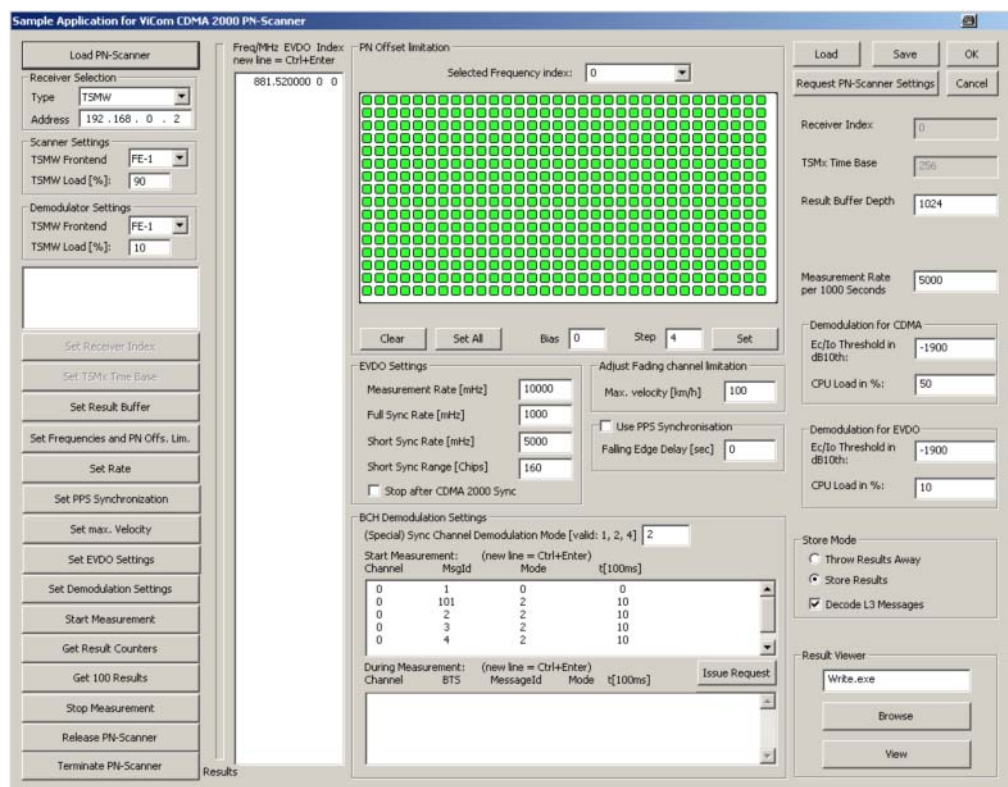 Sample Application for ViCom CDMA 2000 PN-Scanner
Load PN-Scanner
Receiver Selection
Type TSMW
Address 192 .168 . 0 . 2
Scanner Settings
TSMW Frontend FE-1
TSMW Load [%]: 90
Demodulator Settings
TSMW Frontend FE-1
TSMW Load [%]: 10
Set Receiver Index
Set TSMx Time Base
Set Result Buffer
Set Frequencies and PN Offs. Lim.
Set Rate
Set PPS Synchronization
Set max. Velocity
Set EVDO Settings
Set Demodulation Settings
Start Measurement
Get Result Counters
Get 100 Results
Stop Measurement
Release PN-Scanner
Terminate PN-Scanner
Results
Freq/MHz EVDO Index
new line = Ctrl+Enter
881.520000 0 0
PN Offset limitation
Selected Frequency index: 0
Clear
Set All
Bias 0
Step 4
Set
EVDO Settings
Measurement Rate [mHz] 10000
Full Sync Rate [mHz] 1000
Short Sync Rate [mHz] 5000
Short Sync Range [Chips] 160
Stop after CDMA 2000 Sync
Adjust Fading channel limitation
Max. velocity [km/h] 100
Use PPS Synchronisation
Falling Edge Delay [sec] 0
BCH Demodulation Settings
(Special) Sync Channel Demodulation Mode [valid: 1, 2, 4] 2
Start Measurement: (new line = Ctrl+Enter)
Channel MsgId Mode t[100ms]
0 1 0 0
0 101 2 10
0 2 2 10
0 3 2 10
0 4 2 10
During Measurement: (new line = Ctrl+Enter)
Channel BTS MessageId Mode t[100ms]
Issue Request
Load
Save
OK
Request PN-Scanner Settings
Cancel
Receiver Index 0
TSMx Time Base 256
Result Buffer Depth 1024
Measurement Rate
per 1000 Seconds 5000
Demodulation for CDMA
Ec/Io Threshold in
dB10th: -1900
CPU Load in %: 50
Demodulation for EVDO
Ec/Io Threshold in
dB10th: -1900
CPU Load in %: 10
Store Mode
Throw Results Away
Store Results
Decode L3 Messages
Result Viewer
Write.exe
Browse
View